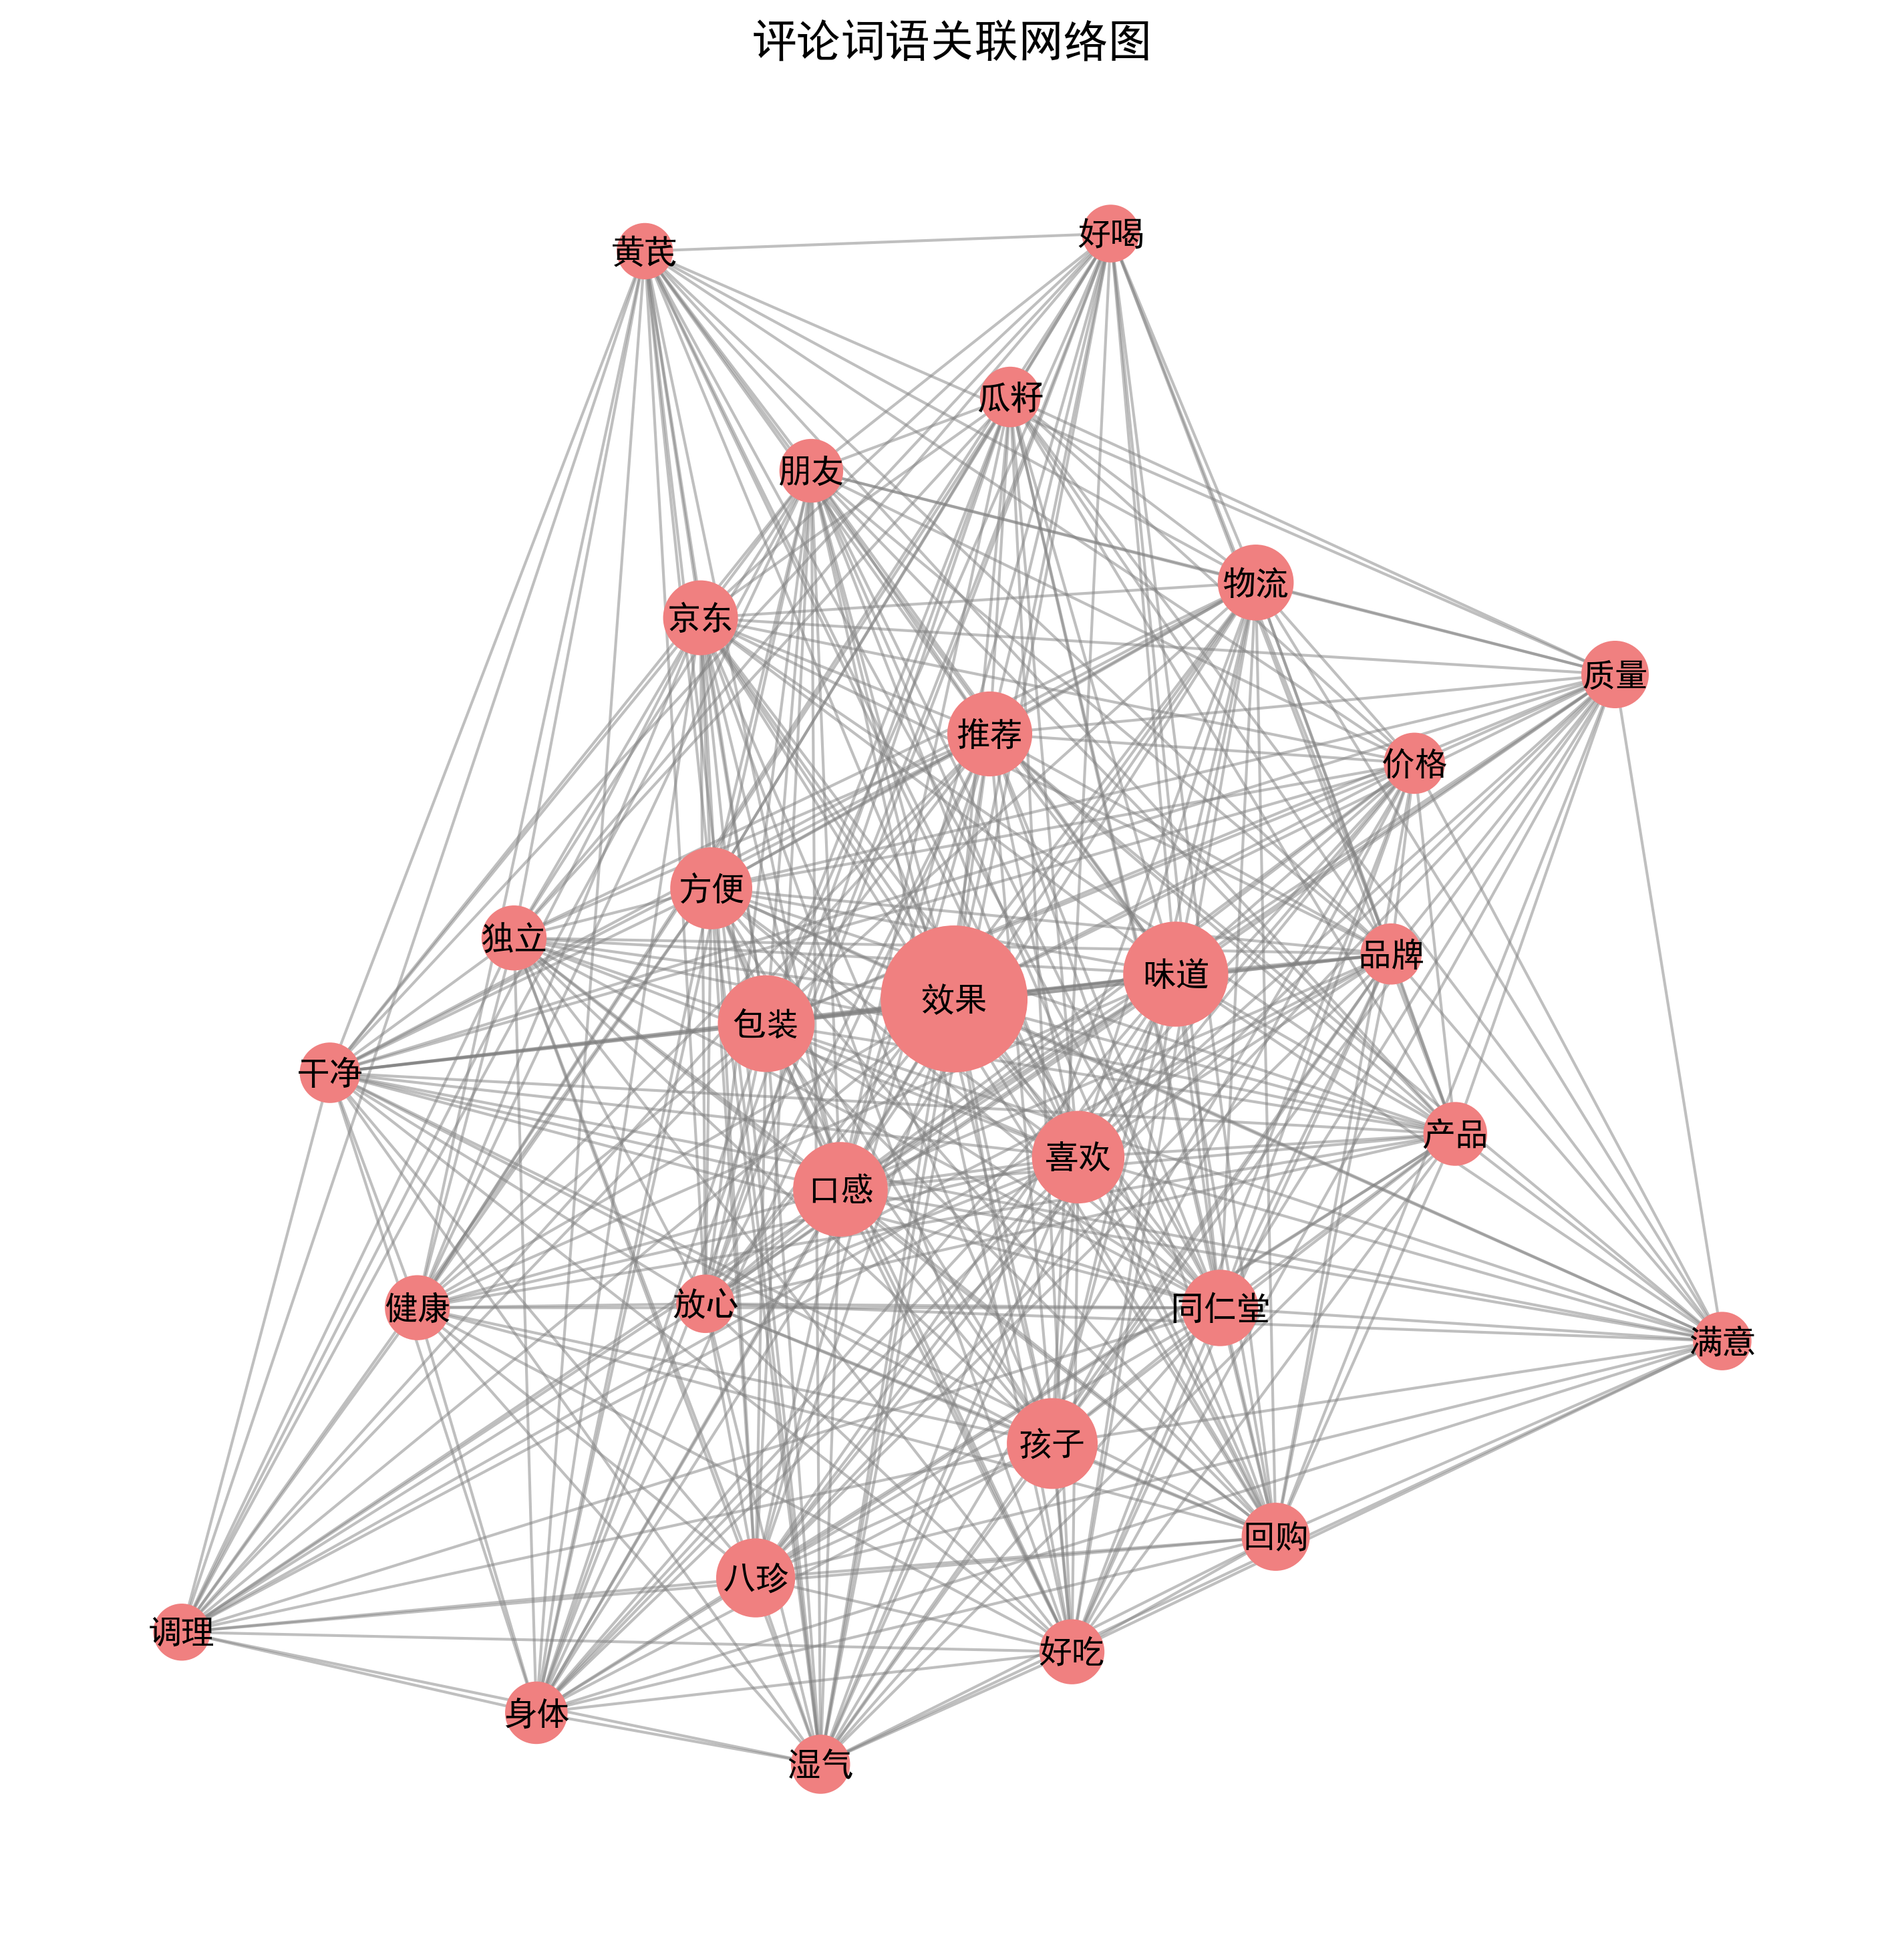 评论词语关联网络图
好喝
黄芪
瓜籽
朋友
物流
京东
质量
推荐
价格
方便
独立
品牌
味道
效果
包装
干净
产品
喜欢
口感
放心
健康
同仁堂
满意
孩子
回购
八珍
调理
好吃
身体
湿气